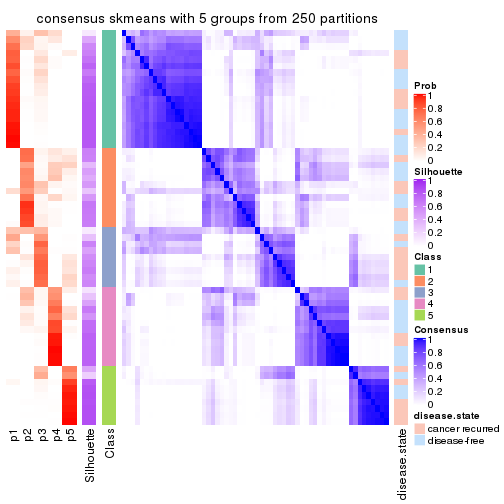 consensus skmeans with 5 groups from 250 partitions
Prob
1
0.8
0.6
0.4
0.2
0
Silhouette
1
0.8
0.6
0.4
0.2
0
Class
1
2
3
4
5
Consensus
1
0.8
0.6
0.4
0.2
0
disease.state
cancer recurred
disease-free
p1
p2
p3
p4
p5
Silhouette
Class
disease.state